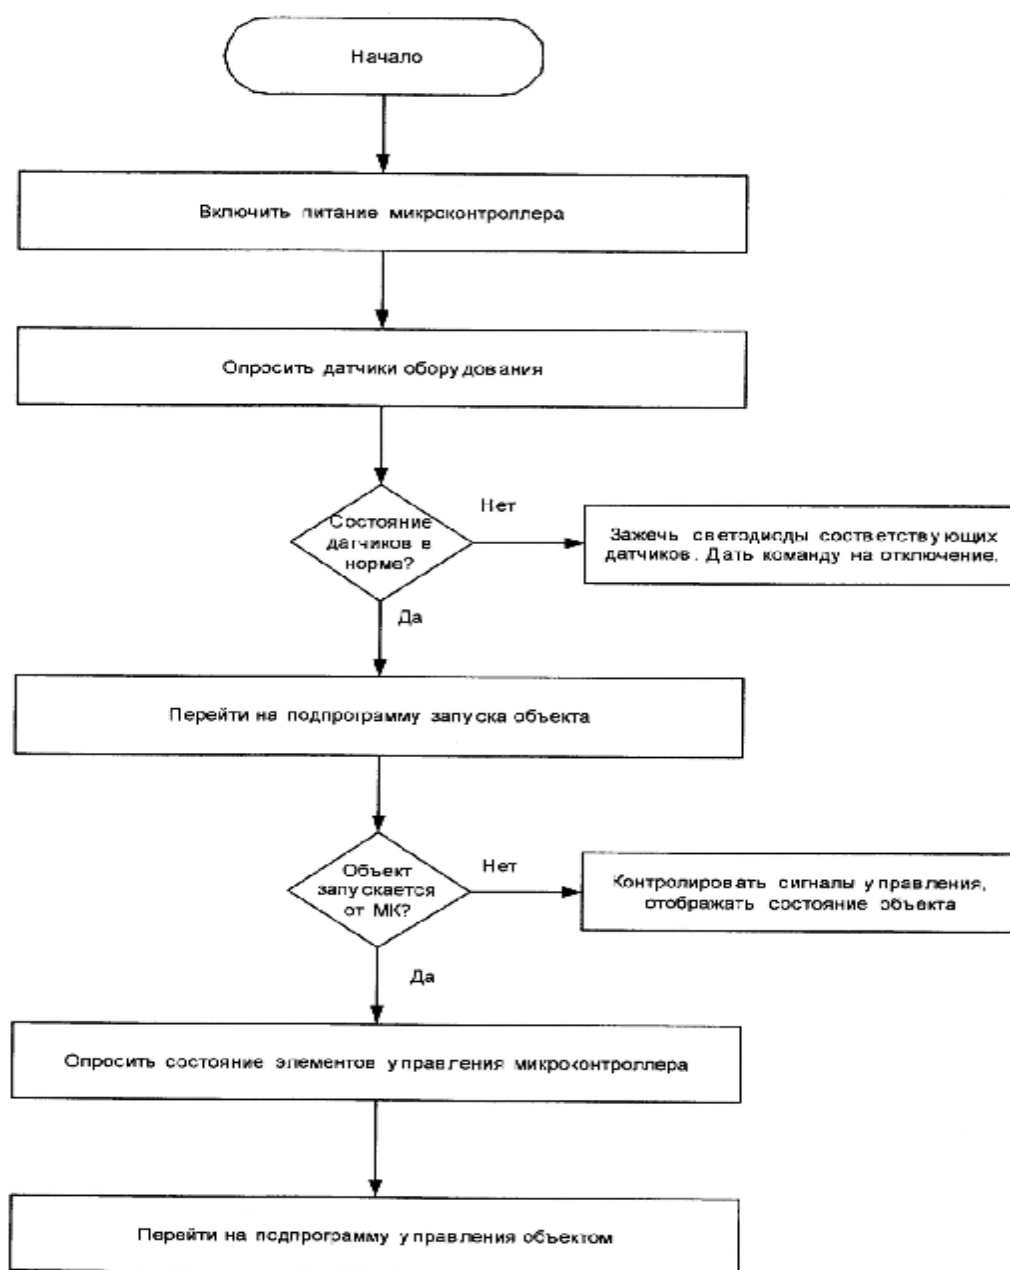 Начало
Включить питание микроконтроллера
Опросить датчики оборудования
Состояние
датчиков в
норме?
Нет
Зажечь светодиоды соответствующих
датчиков. Дать команду на отключение.
Да
Перейти на подпрограмму запуска объекта
Объект
запускается
от МК?
Нет
Контролировать сигналы управления,
отображать состояние объекта
Да
Опросить состояние элементов управления микроконтроллера
Перейти на подпрограмму управления объектом